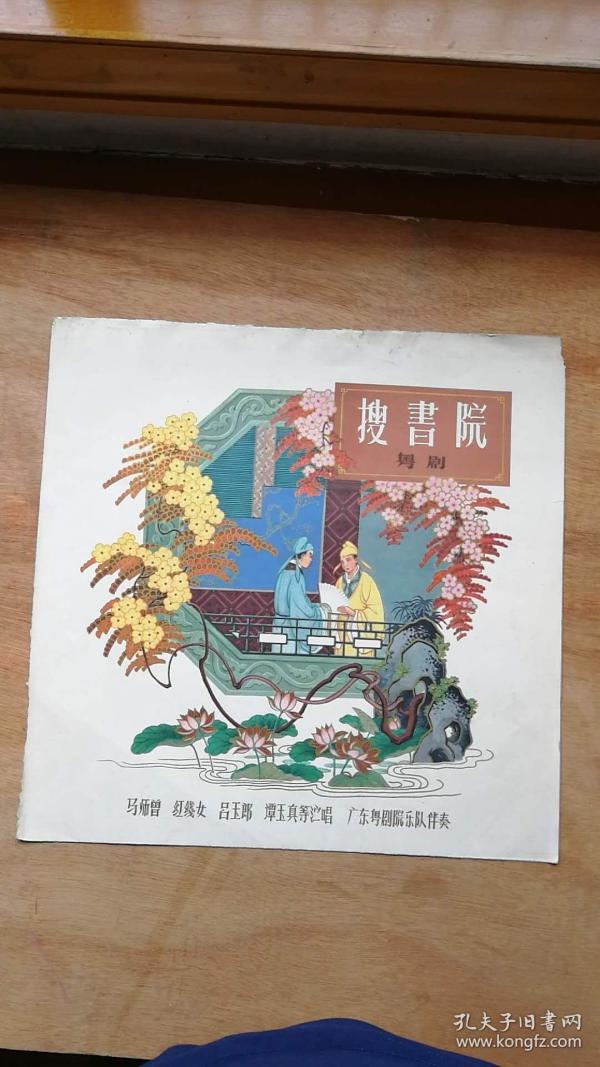 搜書院
粤剧
马师曾 红线女 吕玉郎 谭玉真等演唱 广东粤剧院乐队伴奏
孔夫子旧书网
www.kongfz.com